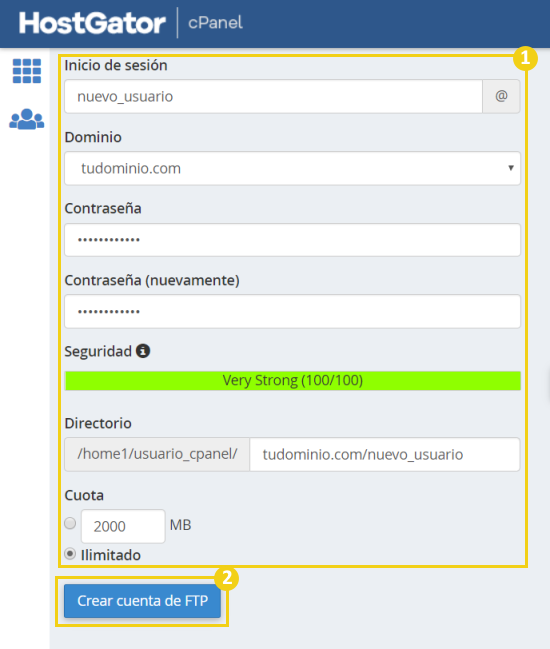 HostGator cPanel
1
Inicio de sesión
nuevo_usuario @
Dominio
tudominio.com
Contraseña
••••••••••••
Contraseña (nuevamente)
••••••••••••
Seguridad
Very Strong (100/100)
Directorio
/home1/usuario_cpanel/ tudominio.com/nuevo_usuario
Cuota
2000 MB
Ilimitado
2
Crear cuenta de FTP